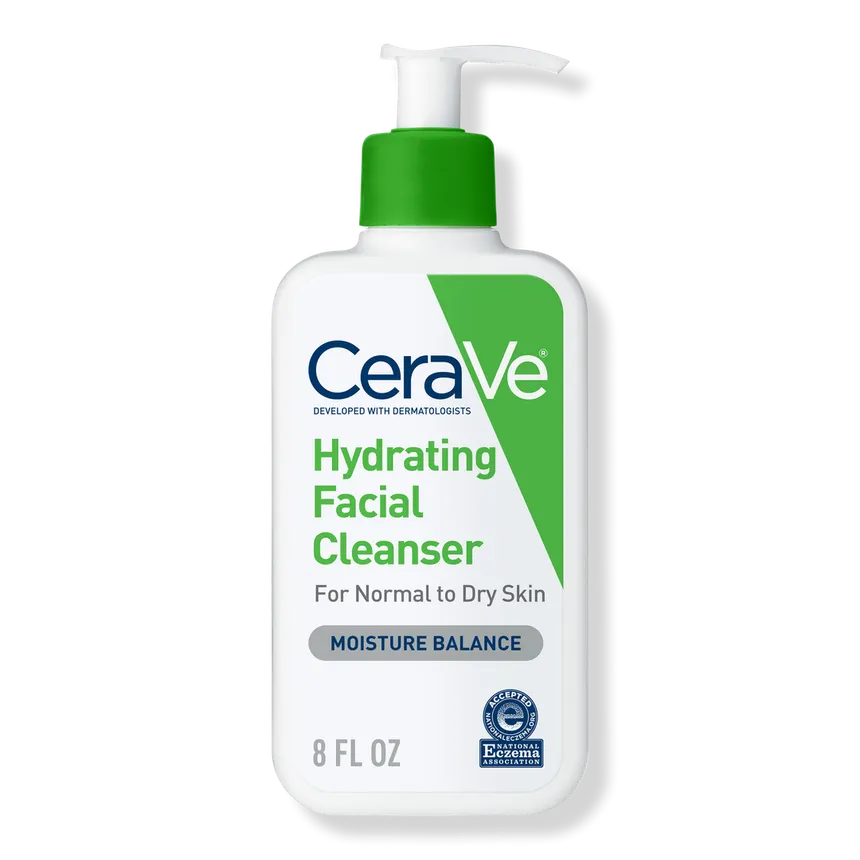 CeraVe®
DEVELOPED WITH DERMATOLOGISTS
Hydrating
Facial
Cleanser
For Normal to Dry Skin
MOISTURE BALANCE
8 FL OZ
ACCEPTED
NATIONALECZEMA.ORG
e
NATIONAL
Eczema
ASSOCIATION